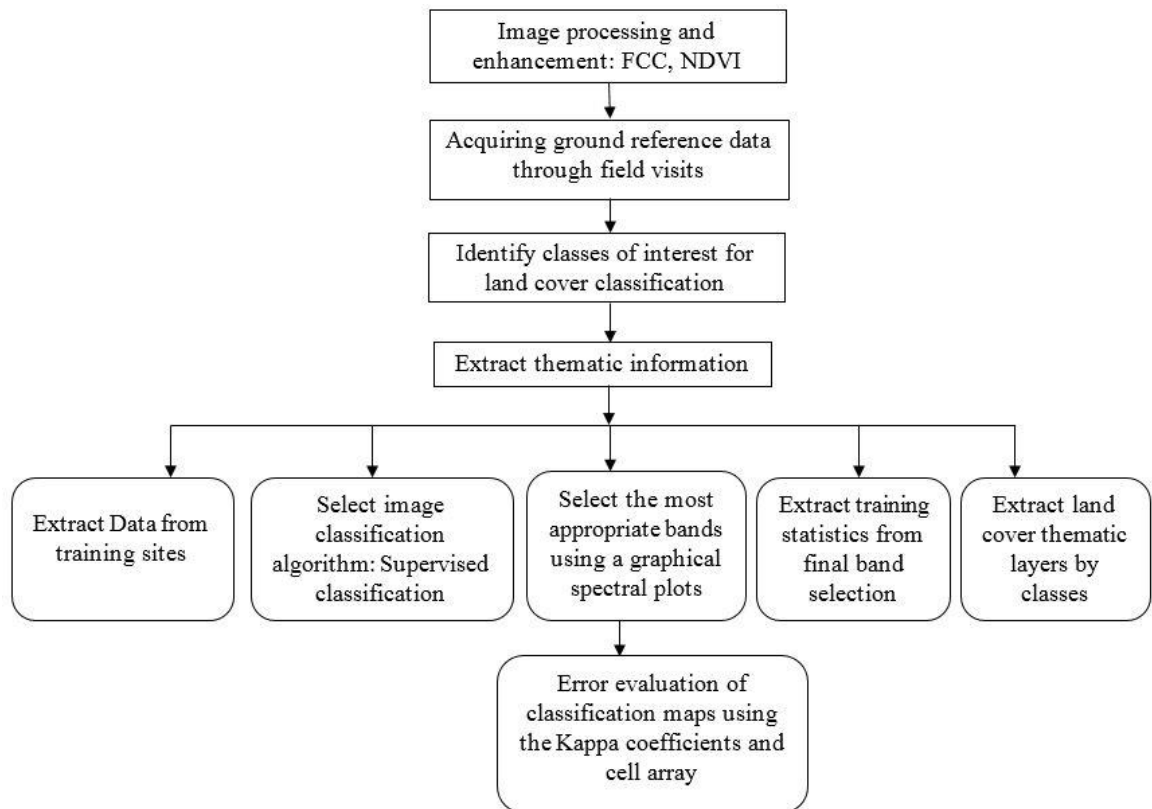 Image processing and
enhancement: FCC, NDVI
Acquiring ground reference data
through field visits
Identify classes of interest for
land cover classification
Extract thematic information
Extract Data from
training sites
Select image
classification
algorithm: Supervised
classification
Select the most
appropriate bands
using a graphical
spectral plots
Extract training
statistics from
final band
selection
Extract land
cover thematic
layers by
classes
Error evaluation of
classification maps using
the Kappa coefficients and
cell array